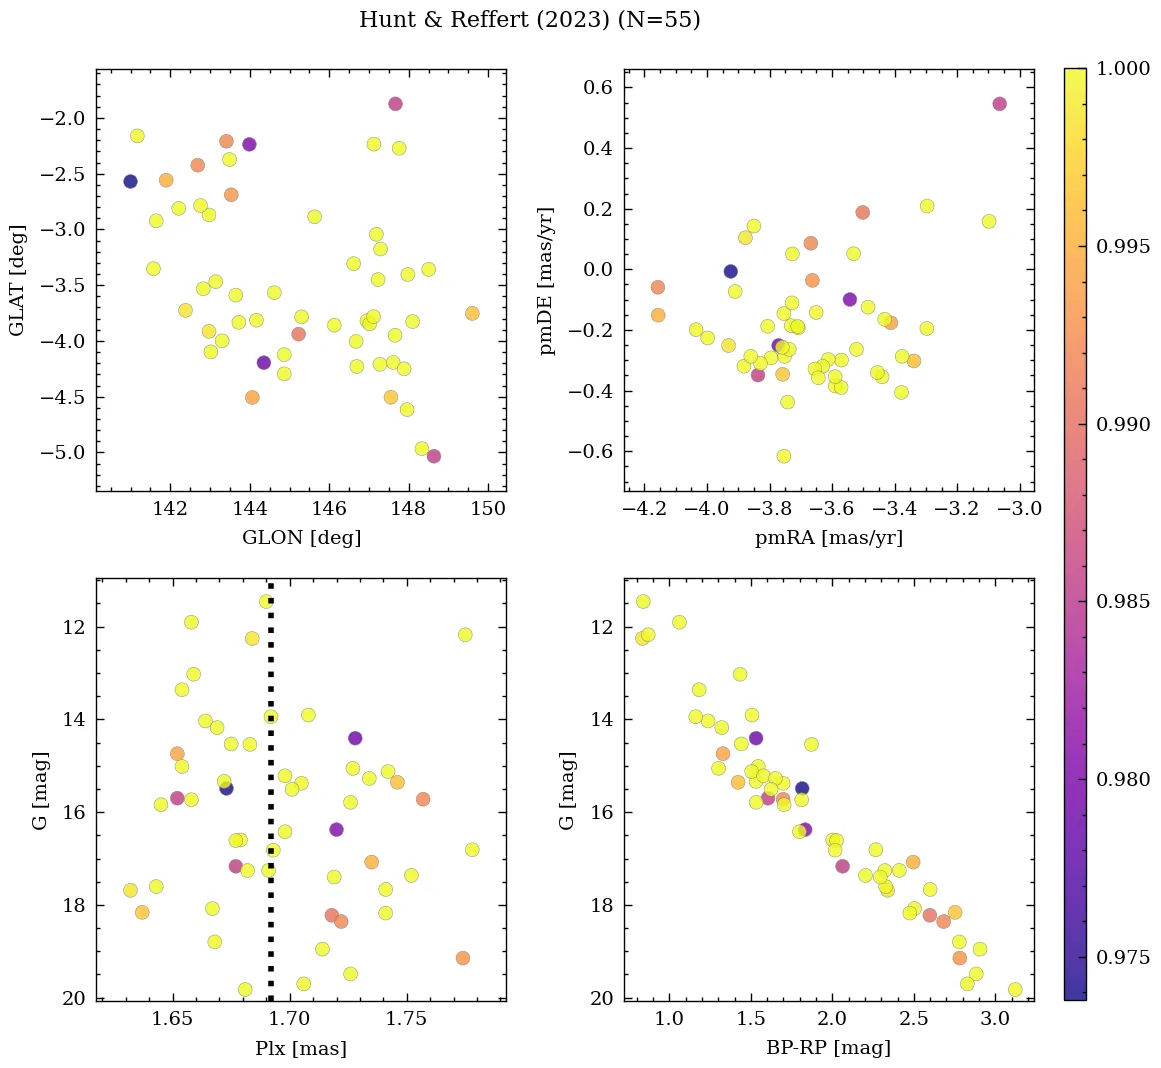 Hunt & Reffert (2023) (N=55)
−2.0
−2.5
−3.0
−3.5
−4.0
−4.5
−5.0
GLAT [deg]
142 144 146 148 150
GLON [deg]
0.6
0.4
0.2
0.0
−0.2
−0.4
−0.6
pmDE [mas/yr]
−4.2 −4.0 −3.8 −3.6 −3.4 −3.2 −3.0
pmRA [mas/yr]
12
14
16
18
20
G [mag]
1.65 1.70 1.75
Plx [mas]
12
14
16
18
20
G [mag]
1.0 1.5 2.0 2.5 3.0
BP-RP [mag]
1.000
0.995
0.990
0.985
0.980
0.975